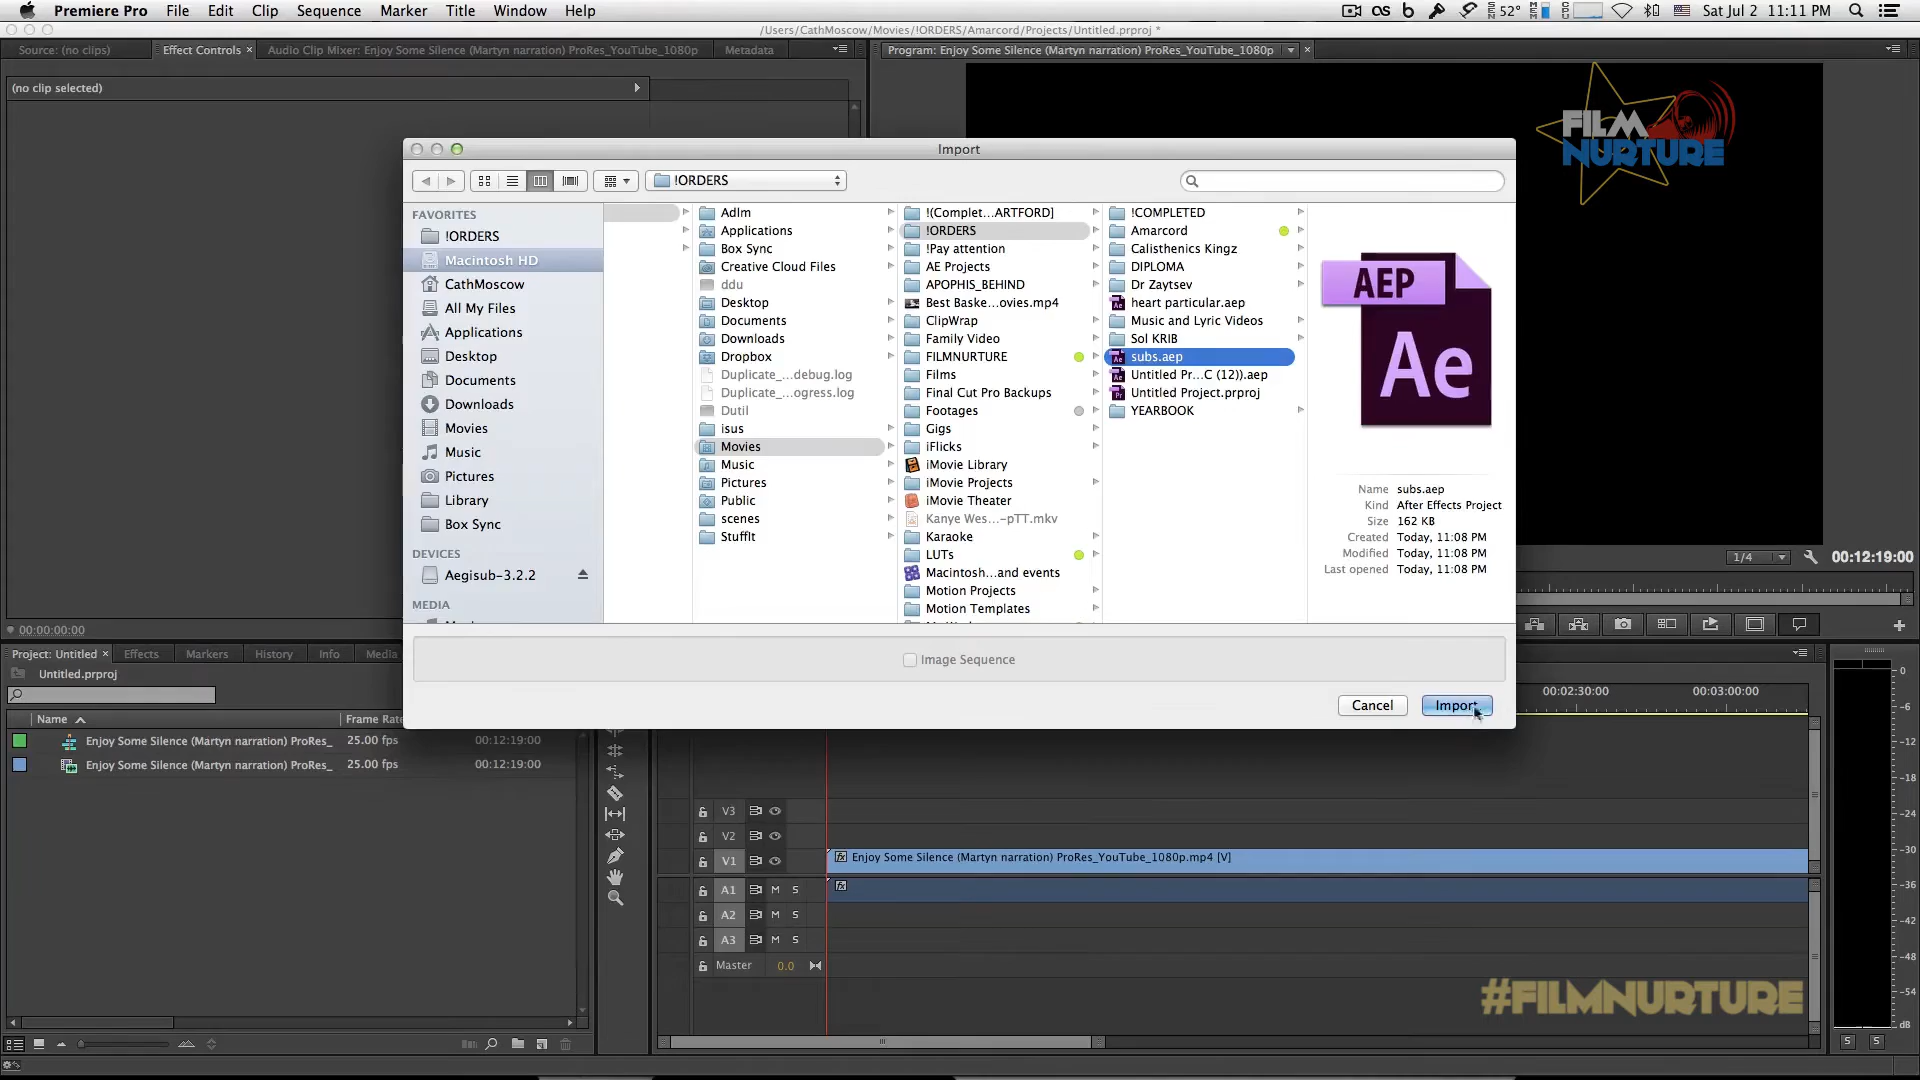 Premiere Pro File Edit Clip Sequence Marker Title Window Help
52° Sat Jul 2 11:11 PM
/Users/CathMoscow/Movies/!ORDERS/Amarcord/Projects/Untitled.prproj *
Source: (no clips) Effect Controls × Audio Clip Mixer: Enjoy Some Silence (Martyn narration) ProRes_YouTube_1080p Metadata
Program: Enjoy Some Silence (Martyn narration) ProRes_YouTube_1080p ×
(no clip selected)
FILM
NURTURE
Import
!ORDERS
FAVORITES
!ORDERS
Macintosh HD
CathMoscow
All My Files
Applications
Desktop
Documents
Downloads
Movies
Music
Pictures
Library
Box Sync
DEVICES
Aegisub-3.2.2
MEDIA
Adlm
Applications
Box Sync
Creative Cloud Files
ddu
Desktop
Documents
Downloads
Dropbox
Duplicate_...debug.log
Duplicate_...ogress.log
Dutil
isus
Movies
Music
Pictures
Public
scenes
StuffIt
!(Complet...ARTFORD]
!ORDERS
!Pay attention
AE Projects
APOPHIS_BEHIND
Best Baske...ovies.mp4
ClipWrap
Family Video
FILMNURTURE
Films
Final Cut Pro Backups
Footages
Gigs
iFlicks
iMovie Library
iMovie Projects
iMovie Theater
Kanye Wes...-pTT.mkv
Karaoke
LUTs
Macintosh...and events
Motion Projects
Motion Templates
!COMPLETED
Amarcord
Calisthenics Kingz
DIPLOMA
Dr Zaytsev
heart particular.aep
Music and Lyric Videos
Sol KRIB
subs.aep
Untitled Pr...C (12)).aep
Untitled Project.prproj
YEARBOOK
AEP
Ae
Name subs.aep
Kind After Effects Project
Size 162 KB
Created Today, 11:08 PM
Modified Today, 11:08 PM
Last opened Today, 11:08 PM
Image Sequence
Cancel Import
1/4 00:12:19:00
00:00:00:00
Project: Untitled × Effects Markers History Info Media
Untitled.prproj
Name Frame Rate
Enjoy Some Silence (Martyn narration) ProRes_ 25.00 fps 00:12:19:00
Enjoy Some Silence (Martyn narration) ProRes_ 25.00 fps 00:12:19:00
00:02:30:00 00:03:00:00
V3
V2
V1 Enjoy Some Silence (Martyn narration) ProRes_YouTube_1080p.mp4 [V]
A1 M S
A2 M S
A3 M S
Master 0.0
0
-6
-12
-18
-24
-30
-36
-42
-48
-54
dB
S S
#FILMNURTURE